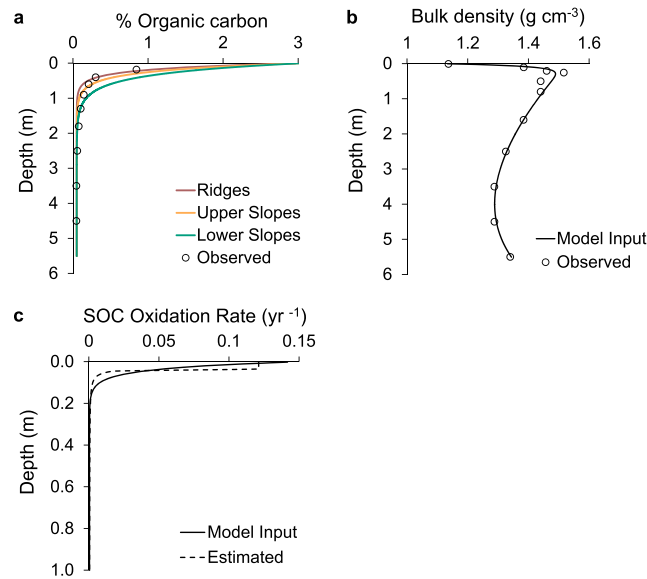 a
% Organic carbon
0 1 2 3
0
1
2
3
4
5
6
Depth (m)
Ridges
Upper Slopes
Lower Slopes
Observed
b
Bulk density (g cm-3)
1 1.2 1.4 1.6
0
1
2
3
4
5
6
Depth (m)
Model Input
Observed
c
SOC Oxidation Rate (yr -1)
0 0.05 0.1 0.15
0.0
0.2
0.4
0.6
0.8
1.0
Depth (m)
Model Input
Estimated